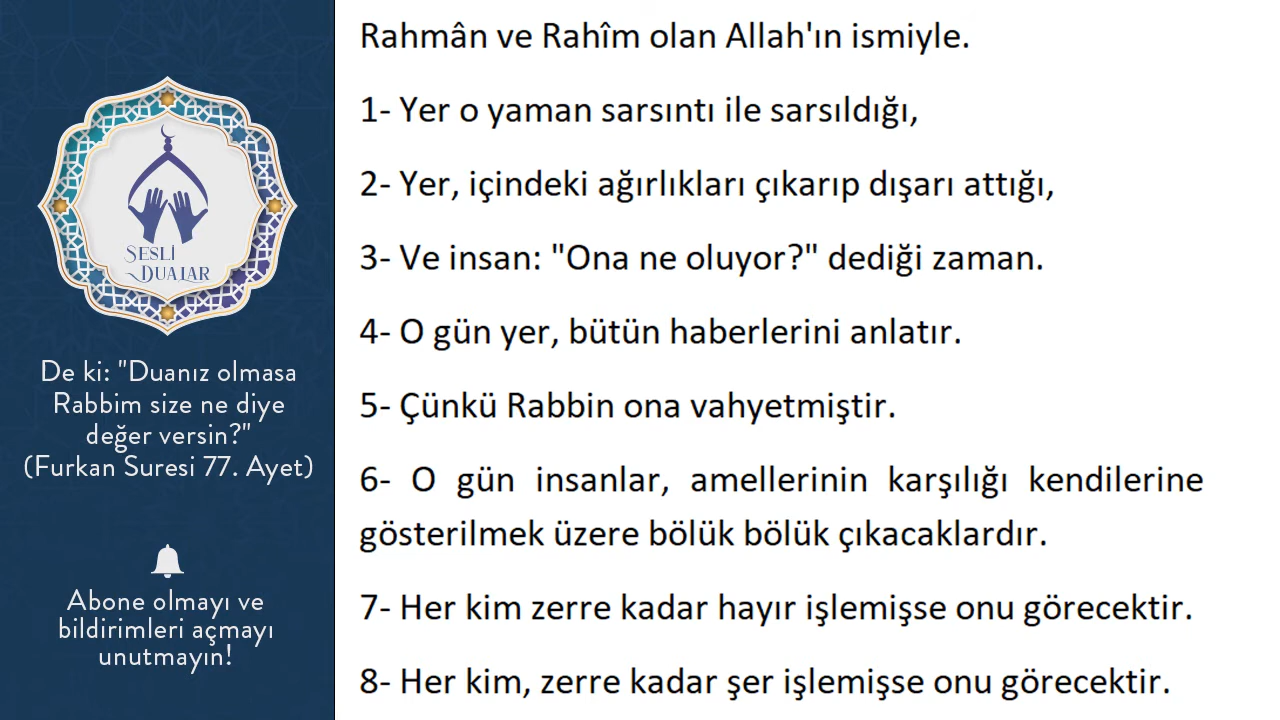 SESLİ
DUALAR
De ki: "Duanız olmasa
Rabbim size ne diye
değer versin?"
(Furkan Suresi 77. Ayet)
Abone olmayı ve
bildirimleri açmayı
unutmayın!
Rahmân ve Rahîm olan Allah'ın ismiyle.
1- Yer o yaman sarsıntı ile sarsıldığı,
2- Yer, içindeki ağırlıkları çıkarıp dışarı attığı,
3- Ve insan: "Ona ne oluyor?" dediği zaman.
4- O gün yer, bütün haberlerini anlatır.
5- Çünkü Rabbin ona vahyetmiştir.
6- O gün insanlar, amellerinin karşılığı kendilerine
gösterilmek üzere bölük bölük çıkacaklardır.
7- Her kim zerre kadar hayır işlemişse onu görecektir.
8- Her kim, zerre kadar şer işlemişse onu görecektir.